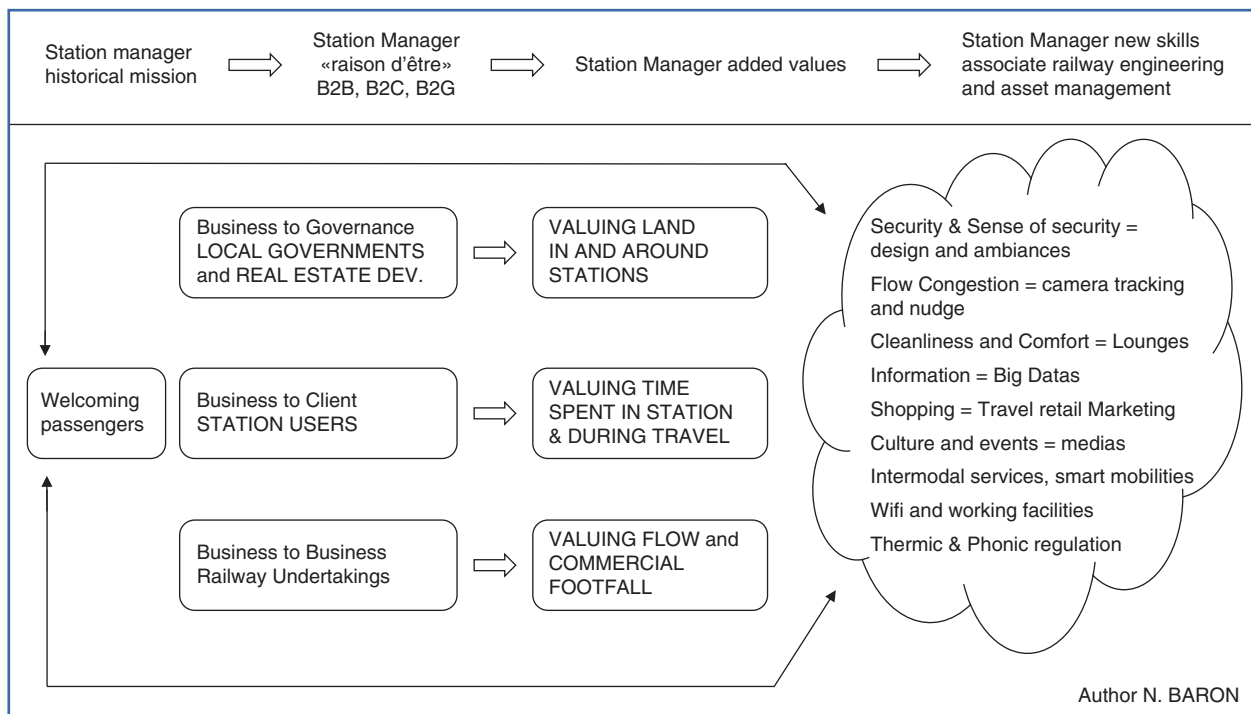 Station manager
historical mission
Station Manager
«raison d'être»
B2B, B2C, B2G
Station Manager added values
Station Manager new skills
associate railway engineering
and asset management
Welcoming
passengers
Business to Governance
LOCAL GOVERNMENTS
and REAL ESTATE DEV.
VALUING LAND
IN AND AROUND
STATIONS
Business to Client
STATION USERS
VALUING TIME
SPENT IN STATION
& DURING TRAVEL
Business to Business
Railway Undertakings
VALUING FLOW and
COMMERCIAL
FOOTFALL
Security & Sense of security =
design and ambiances
Flow Congestion = camera tracking
and nudge
Cleanliness and Comfort = Lounges
Information = Big Datas
Shopping = Travel retail Marketing
Culture and events = medias
Intermodal services, smart mobilities
Wifi and working facilities
Thermic & Phonic regulation
Author N. BARON